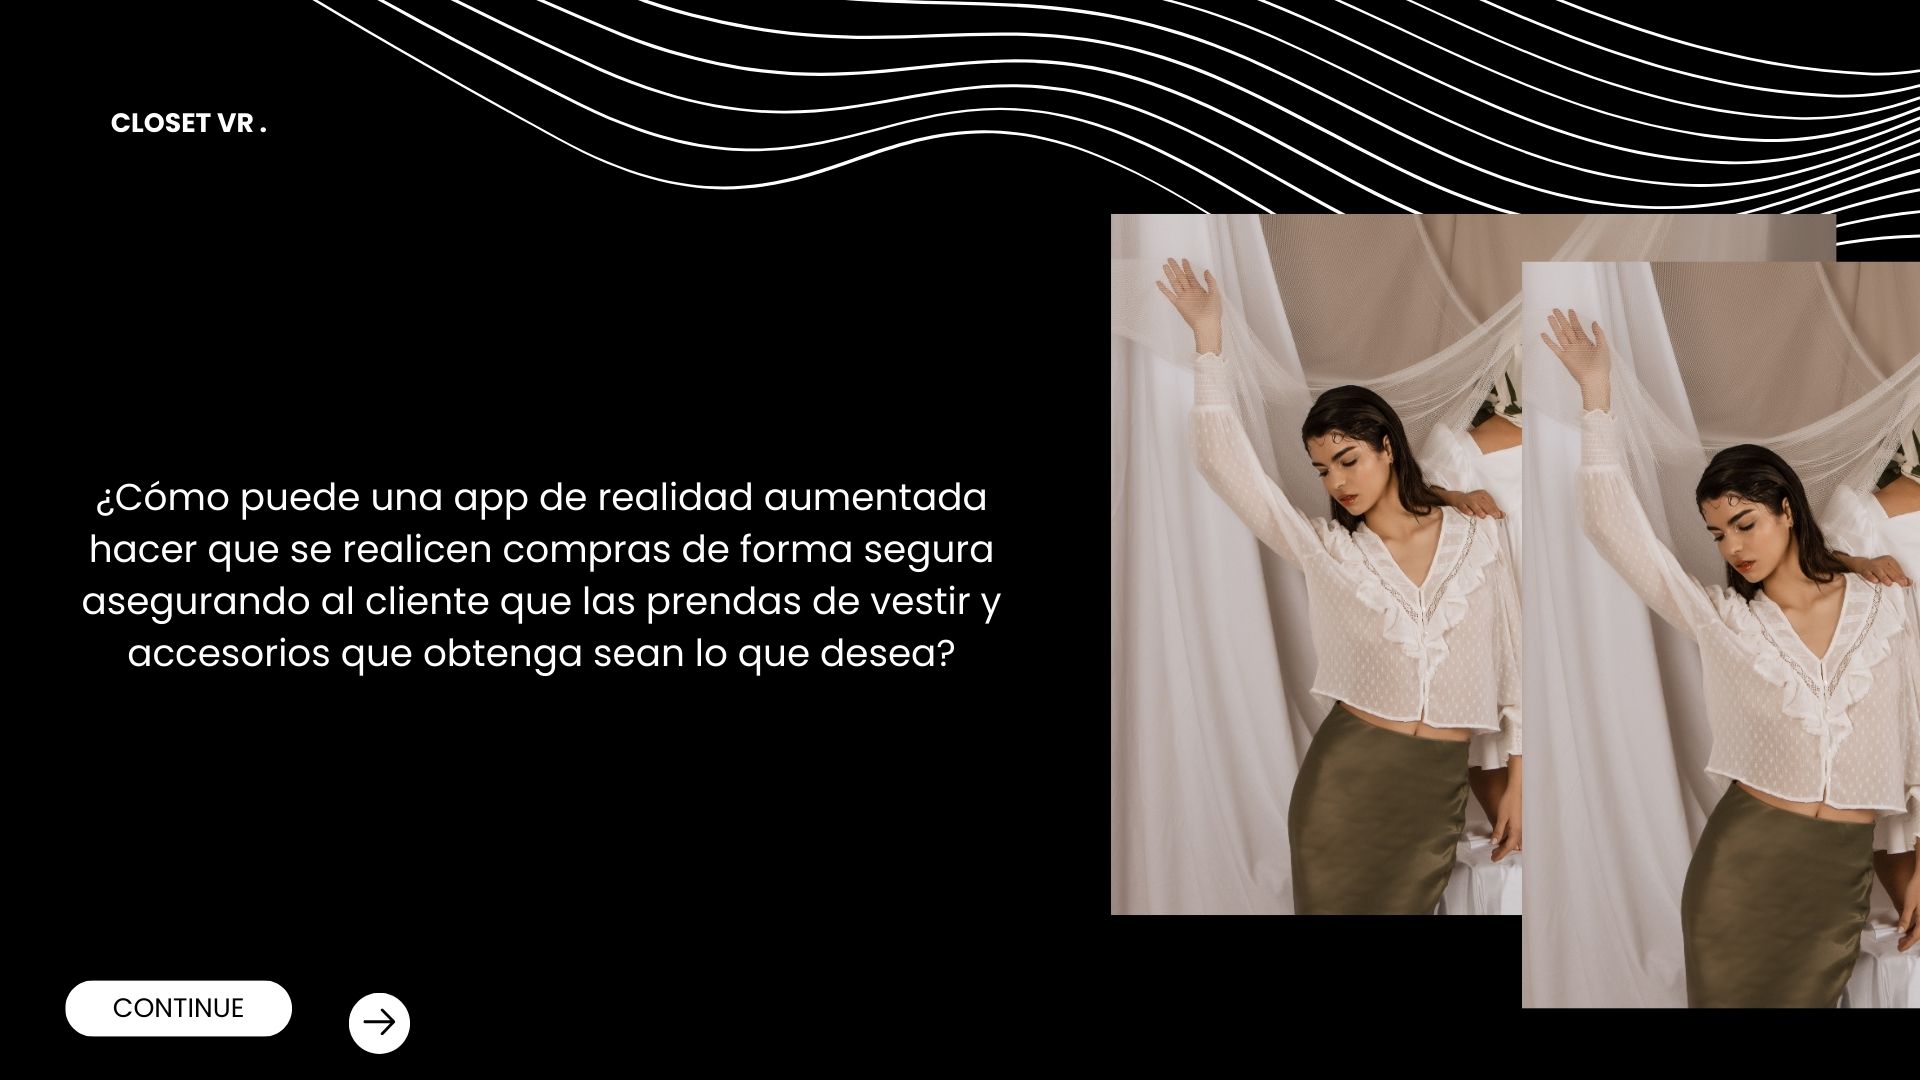 CLOSET VR .
¿Cómo puede una app de realidad aumentada
hacer que se realicen compras de forma segura
asegurando al cliente que las prendas de vestir y
accesorios que obtenga sean lo que desea?
CONTINUE